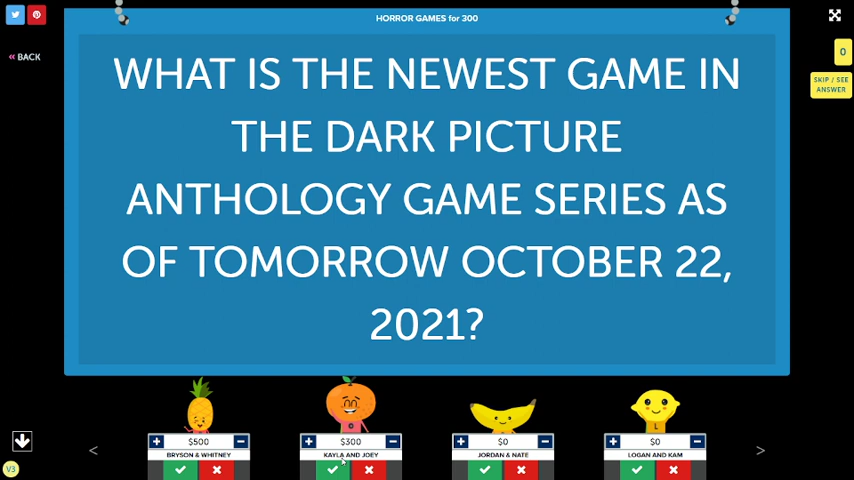 HORROR GAMES for 300
« BACK
0
SKIP / SEE
ANSWER
WHAT IS THE NEWEST GAME IN
THE DARK PICTURE
ANTHOLOGY GAME SERIES AS
OF TOMORROW OCTOBER 22,
2021?
$500
BRYSON & WHITNEY
$300
KAYLA AND JOEY
$0
JORDAN & NATE
$0
LOGAN AND KAM
V3